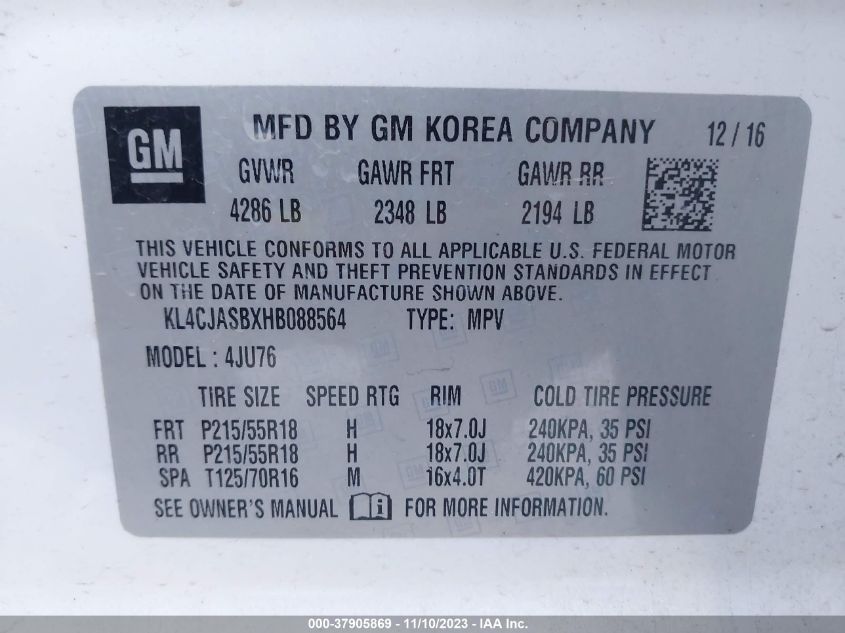 GM
MFD BY GM KOREA COMPANY 12/16
GVWR GAWR FRT GAWR RR
4286 LB 2348 LB 2194 LB
THIS VEHICLE CONFORMS TO ALL APPLICABLE U.S. FEDERAL MOTOR
VEHICLE SAFETY AND THEFT PREVENTION STANDARDS IN EFFECT
ON THE DATE OF MANUFACTURE SHOWN ABOVE.
KL4CJASBXHB088564 TYPE: MPV
MODEL : 4JU76
TIRE SIZE SPEED RTG RIM COLD TIRE PRESSURE
FRT P215/55R18 H 18x7.0J 240KPA, 35 PSI
RR P215/55R18 H 18x7.0J 240KPA, 35 PSI
SPA T125/70R16 M 16x4.0T 420KPA, 60 PSI
SEE OWNER'S MANUAL FOR MORE INFORMATION.
000-37905869 - 11/10/2023 - IAA Inc.